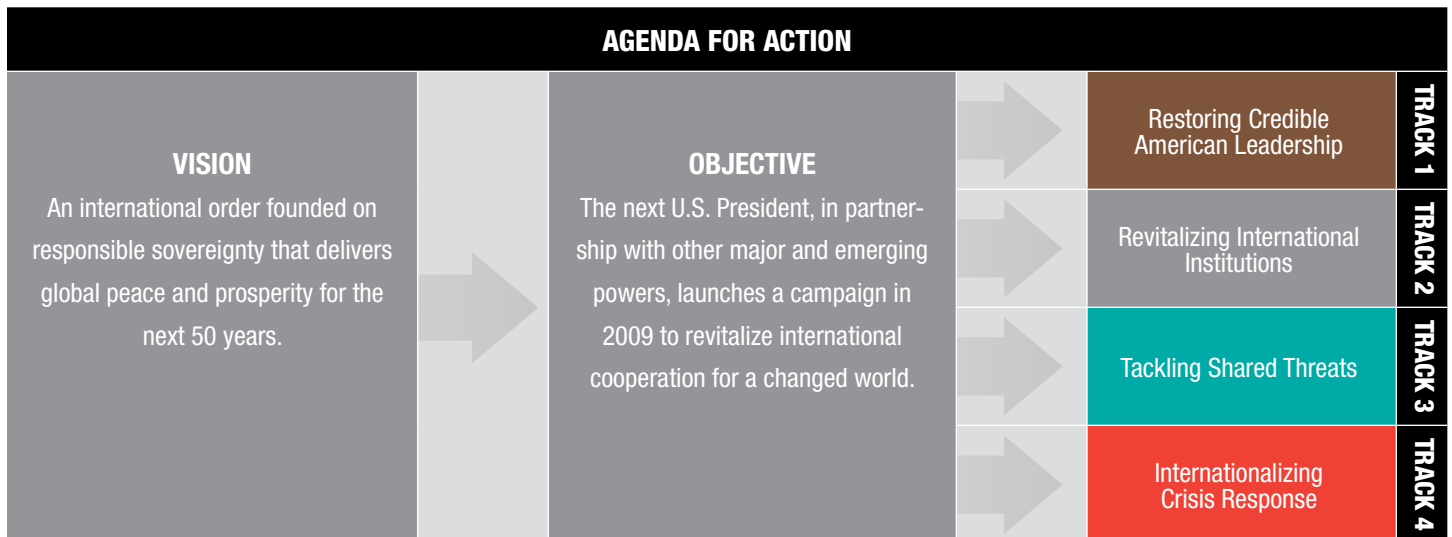 AGENDA FOR ACTION
VISION
An international order founded on
responsible sovereignty that delivers
global peace and prosperity for the
next 50 years.
OBJECTIVE
The next U.S. President, in partner-
ship with other major and emerging
powers, launches a campaign in
2009 to revitalize international
cooperation for a changed world.
Restoring Credible
American Leadership
TRACK 1
Revitalizing International
Institutions
TRACK 2
Tackling Shared Threats
TRACK 3
Internationalizing
Crisis Response
TRACK 4